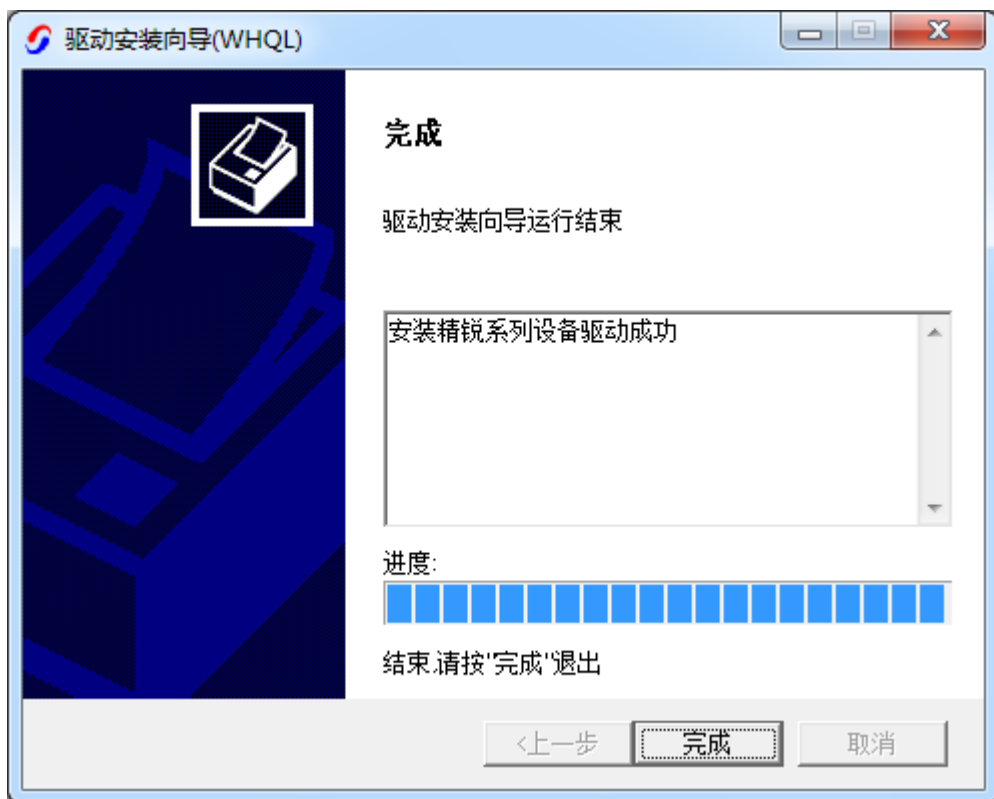 驱动安装向导(WHQL)
完成
驱动安装向导运行结束
安装精锐系列设备驱动成功
进度:
结束.请按"完成"退出
<上一步
完成
取消